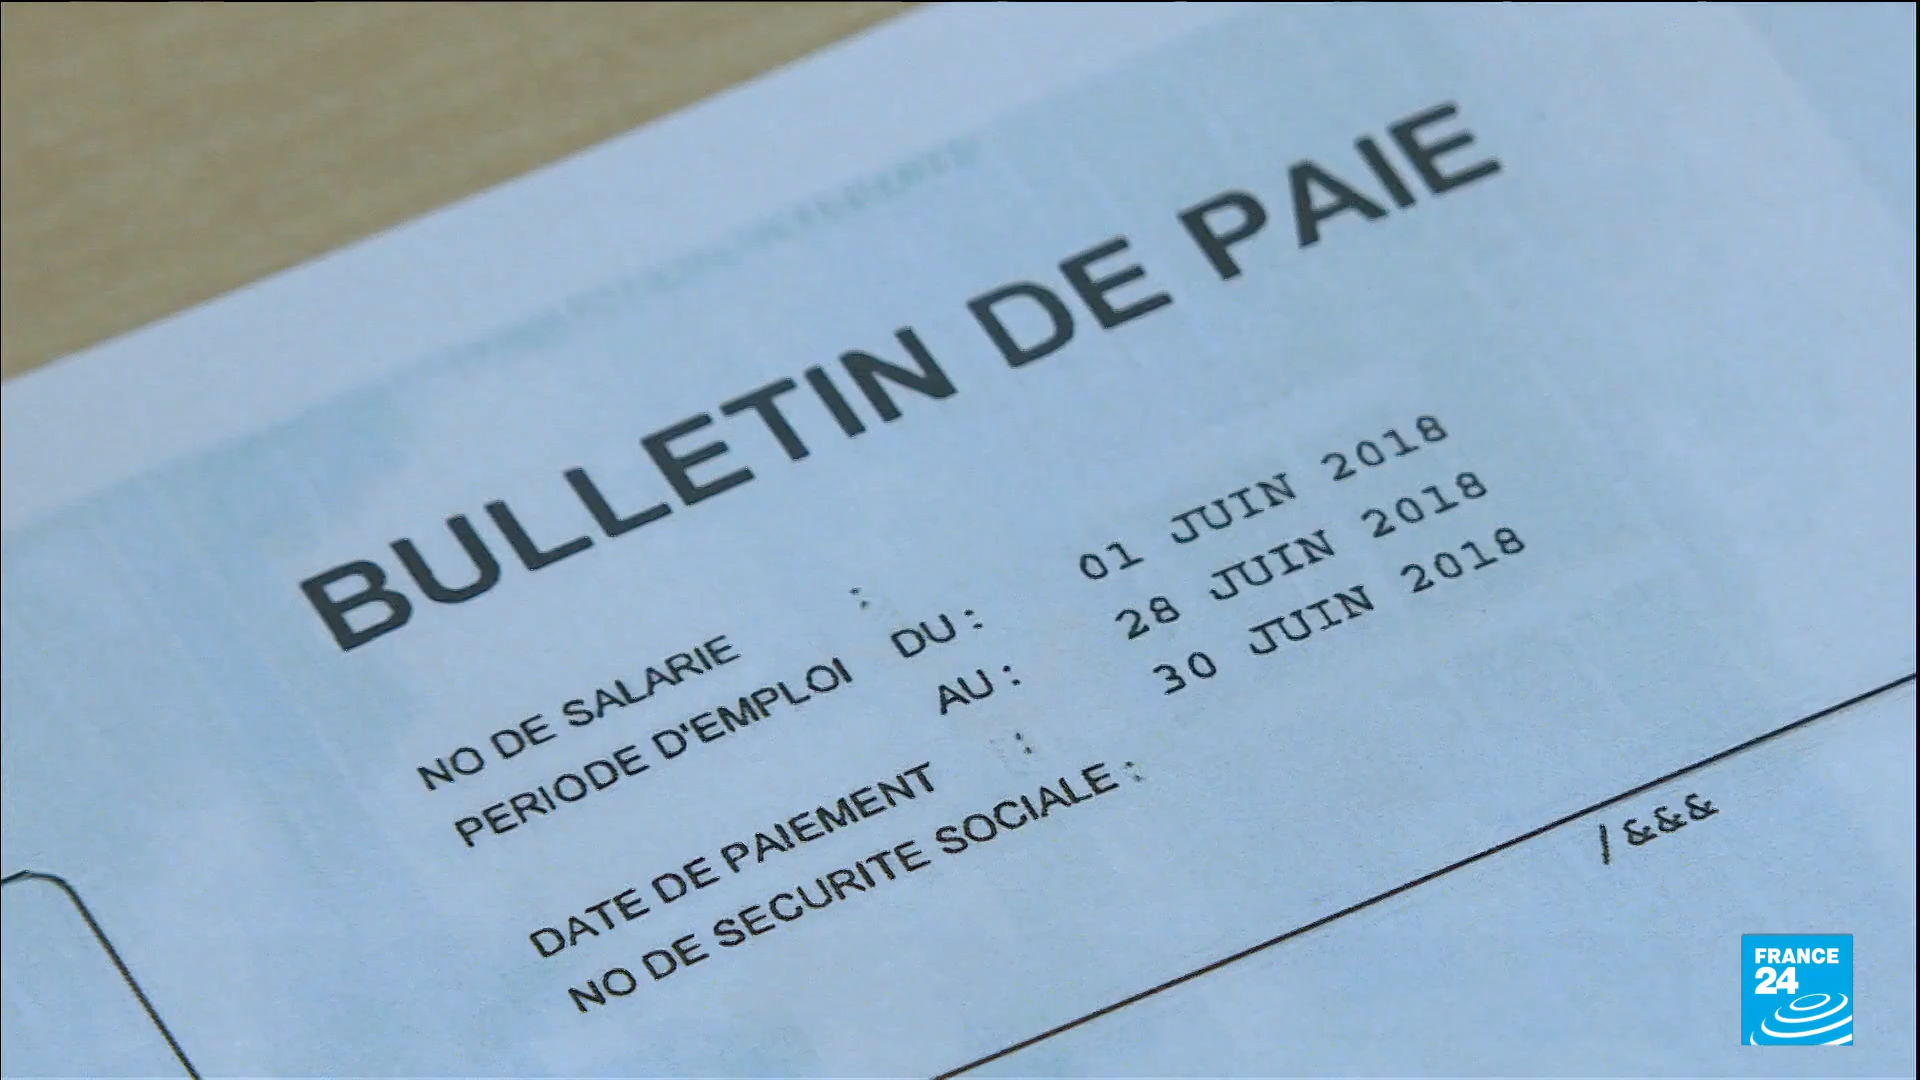 BULLETIN DE PAIE
NO DE SALARIE :
PERIODE D'EMPLOI DU : 01 JUIN 2018
AU : 28 JUIN 2018
DATE DE PAIEMENT : 30 JUIN 2018
NO DE SECURITE SOCIALE :
/&&&
FRANCE
24